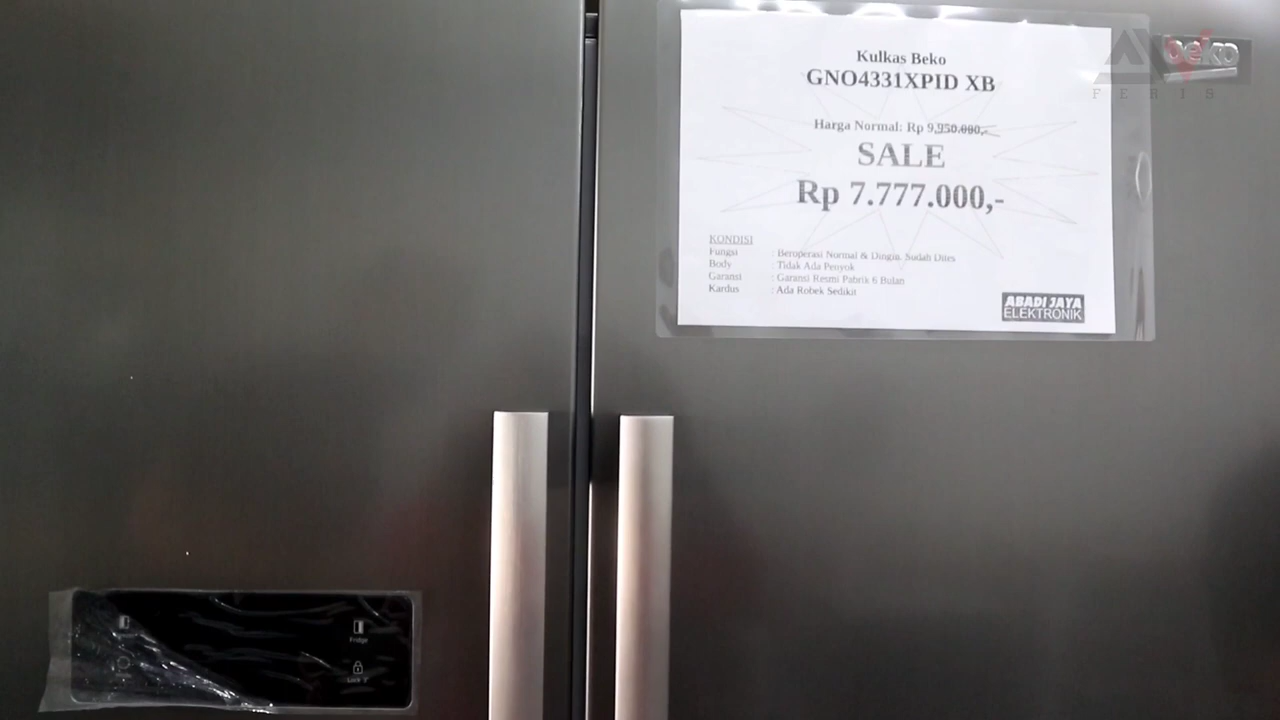 Kulkas Beko
GNO4331XPID XB
Harga Normal: Rp 9.950.000,-
SALE
Rp 7.777.000,-
KONDISI
Fungsi : Beroperasi Normal & Dingin. Sudah Dites
Body : Tidak Ada Penyok
Garansi : Garansi Resmi Pabrik 6 Bulan
Kardus : Ada Robek Sedikit
ABADI JAYA
ELEKTRONIK
beko
FERIS
Fridge